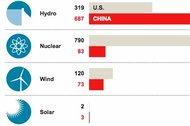 Hydro
319 U.S.
687 CHINA
Nuclear
790
83
Wind
120
73
Solar
2
3